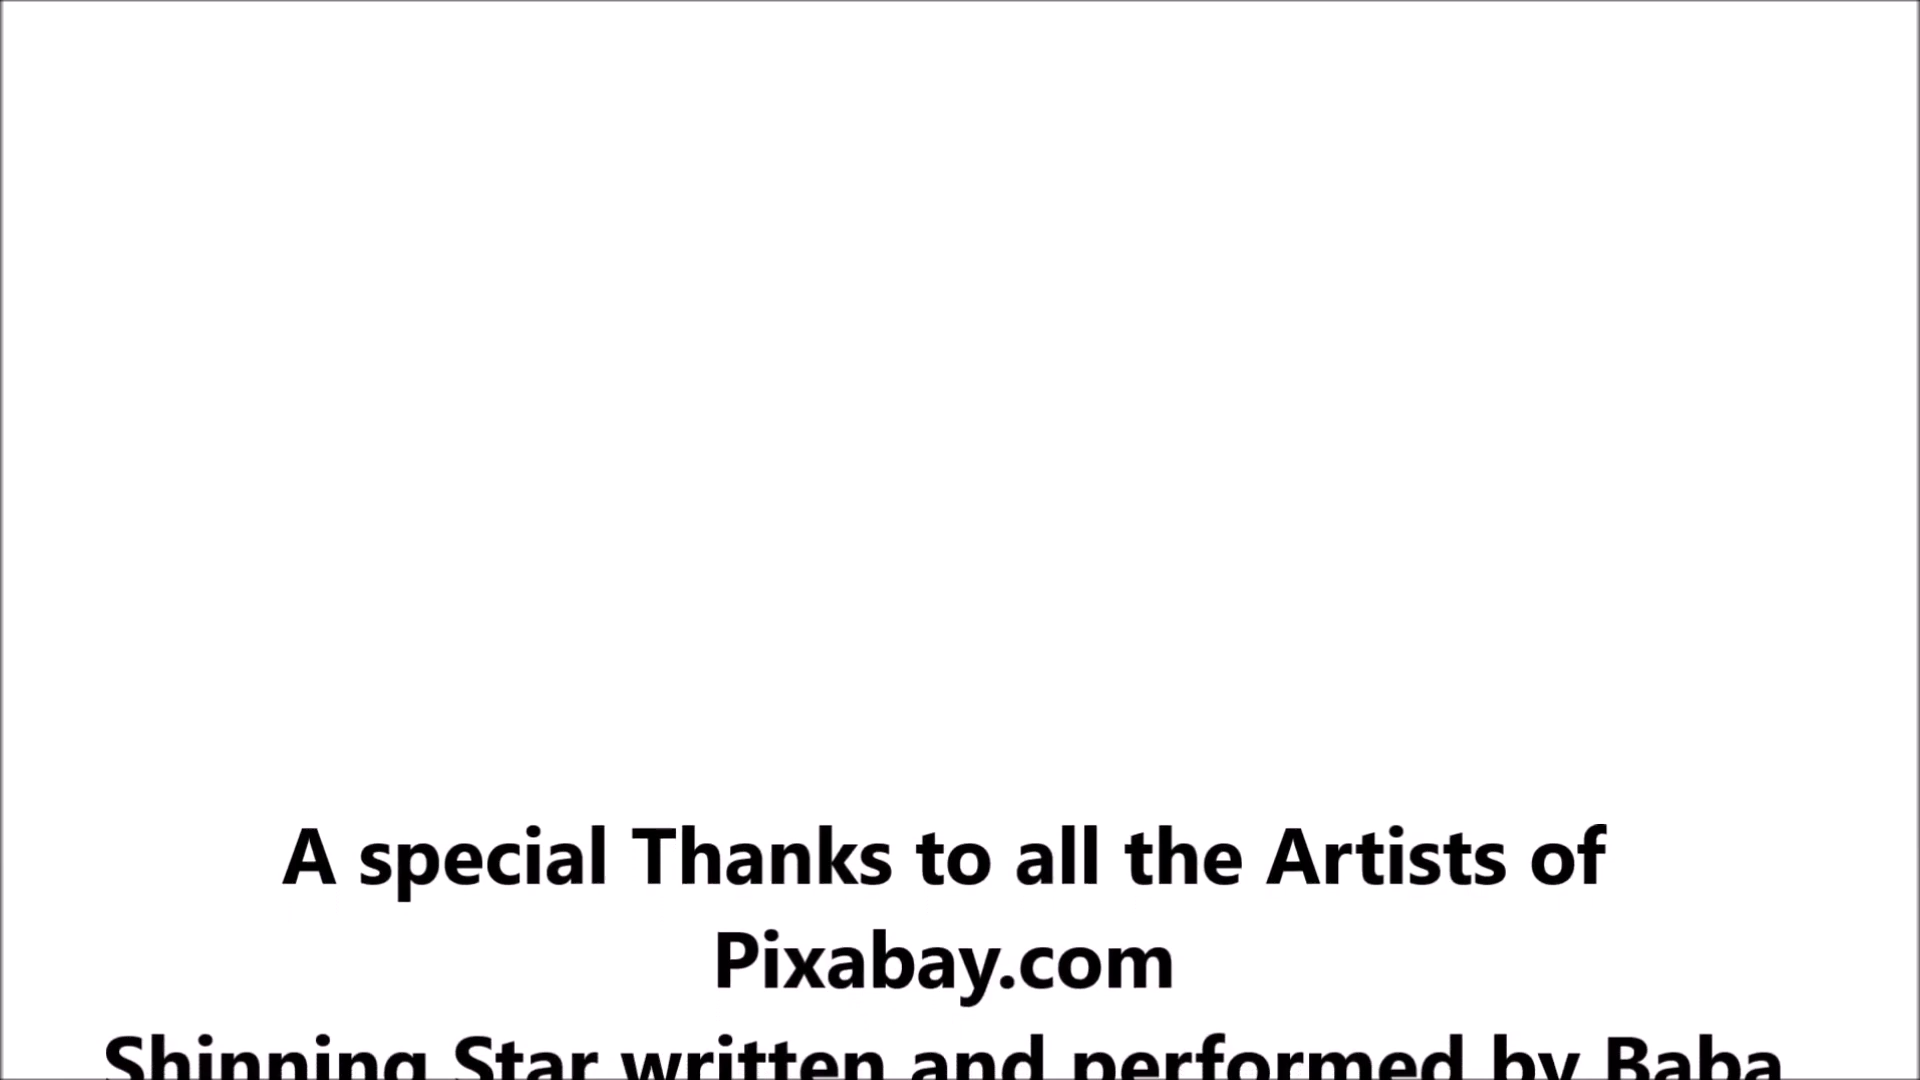 A special Thanks to all the Artists of
Pixabay.com
Shinning Star written and performed by Baba